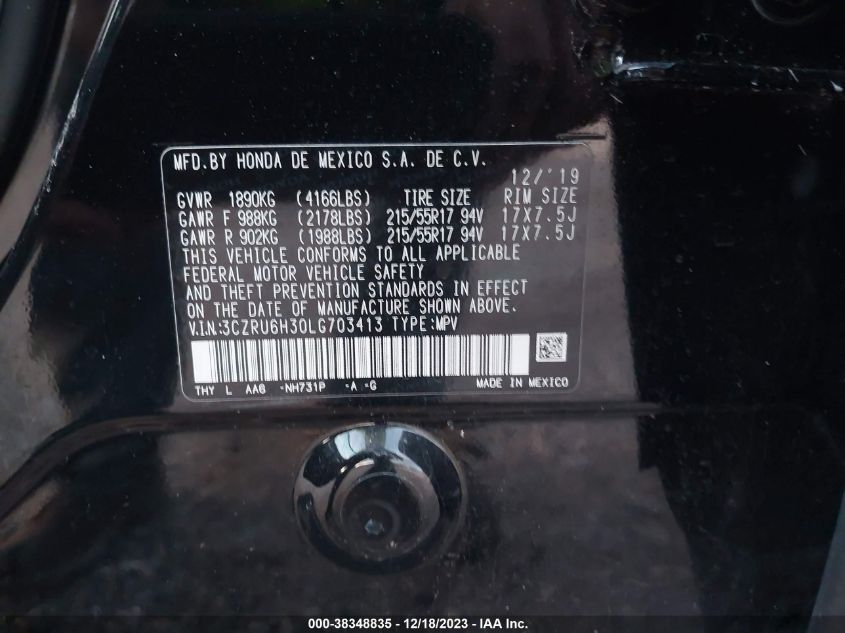 MFD.BY HONDA DE MEXICO S.A. DE C.V.
12/'19
GVWR 1890KG (4166LBS) TIRE SIZE RIM SIZE
GAWR F 988KG (2178LBS) 215/55R17 94V 17X7.5J
GAWR R 902KG (1988LBS) 215/55R17 94V 17X7.5J
THIS VEHICLE CONFORMS TO ALL APPLICABLE
FEDERAL MOTOR VEHICLE SAFETY
AND THEFT PREVENTION STANDARDS IN EFFECT
ON THE DATE OF MANUFACTURE SHOWN ABOVE.
V.I.N:3CZRU6H30LG703413 TYPE:MPV
THY L AA6 -NH731P -A -G MADE IN MEXICO
000-38348835 - 12/18/2023 - IAA Inc.